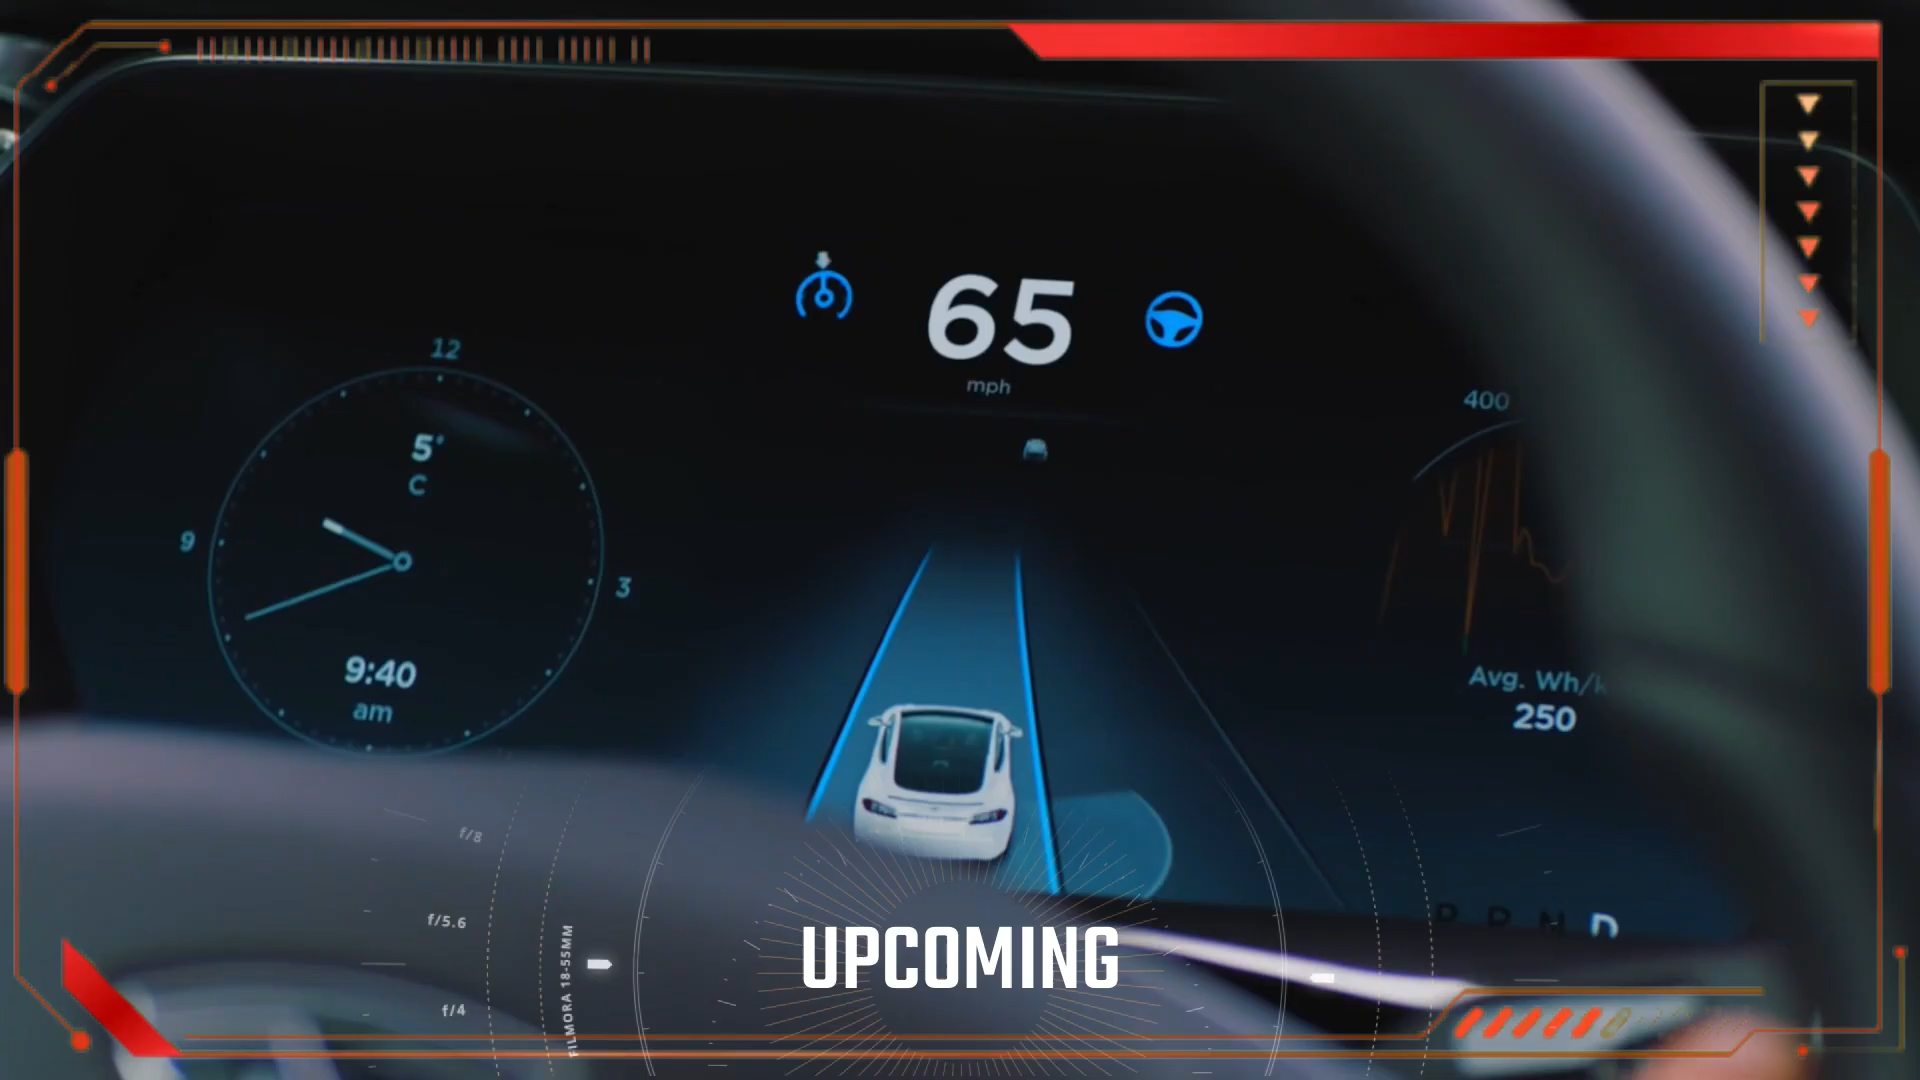 12
65
mph
400
5°
C
9
3
9:40
am
Avg. Wh/k
250
f/8
f/5.6
P R N D
FILMORA 18-55MM
UPCOMING
f/4